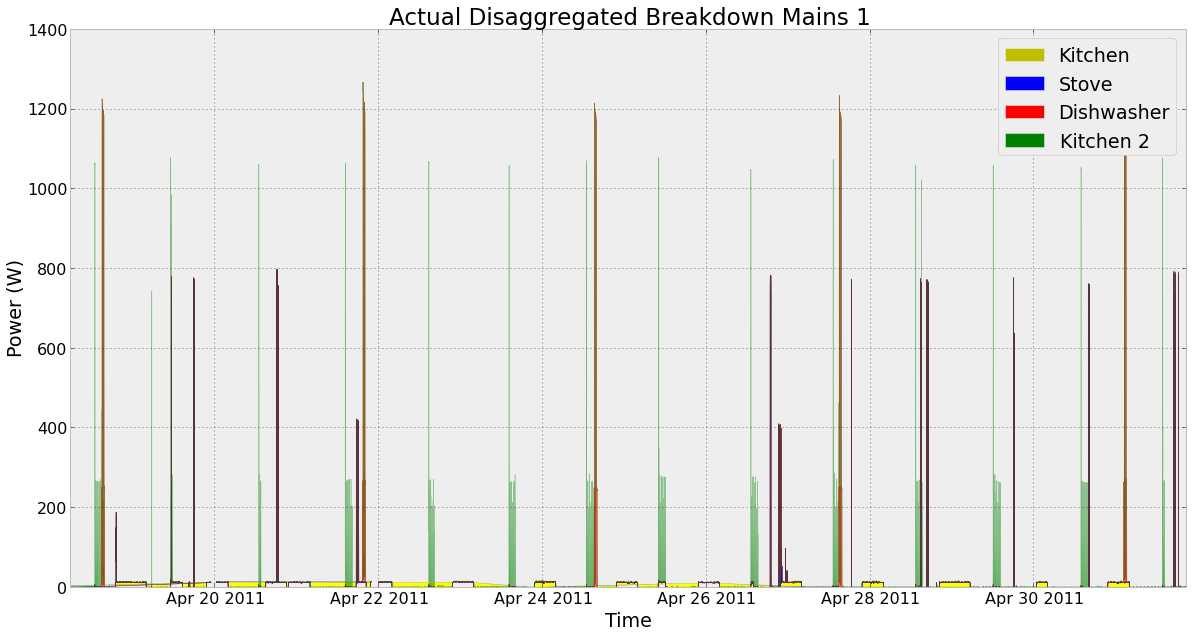 Actual Disaggregated Breakdown Mains 1
1400
1200
1000
800
600
400
200
0
Power (W)
Kitchen
Stove
Dishwasher
Kitchen 2
Apr 20 2011
Apr 22 2011
Apr 24 2011
Apr 26 2011
Apr 28 2011
Apr 30 2011
Time